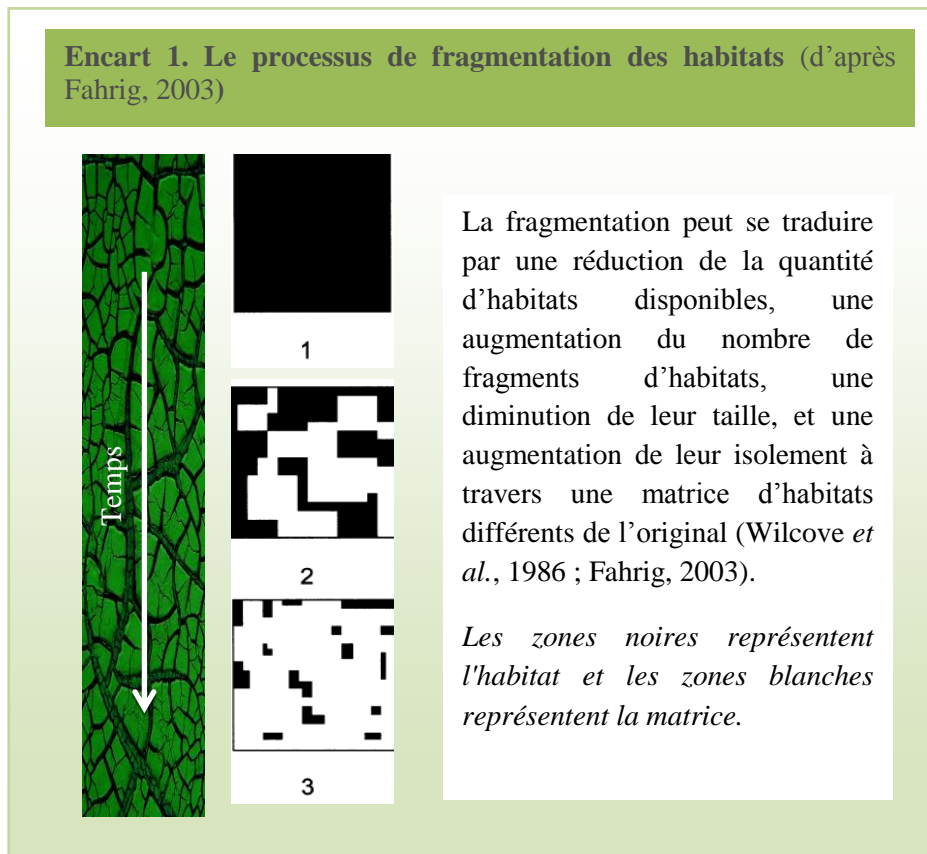 Encart 1. Le processus de fragmentation des habitats (d'après
Fahrig, 2003)
Temps
1
2
3
La fragmentation peut se traduire
par une réduction de la quantité
d'habitats disponibles, une
augmentation du nombre de
fragments d'habitats, une
diminution de leur taille, et une
augmentation de leur isolement à
travers une matrice d'habitats
différents de l'original (Wilcove et
al., 1986 ; Fahrig, 2003).
Les zones noires représentent
l'habitat et les zones blanches
représentent la matrice.